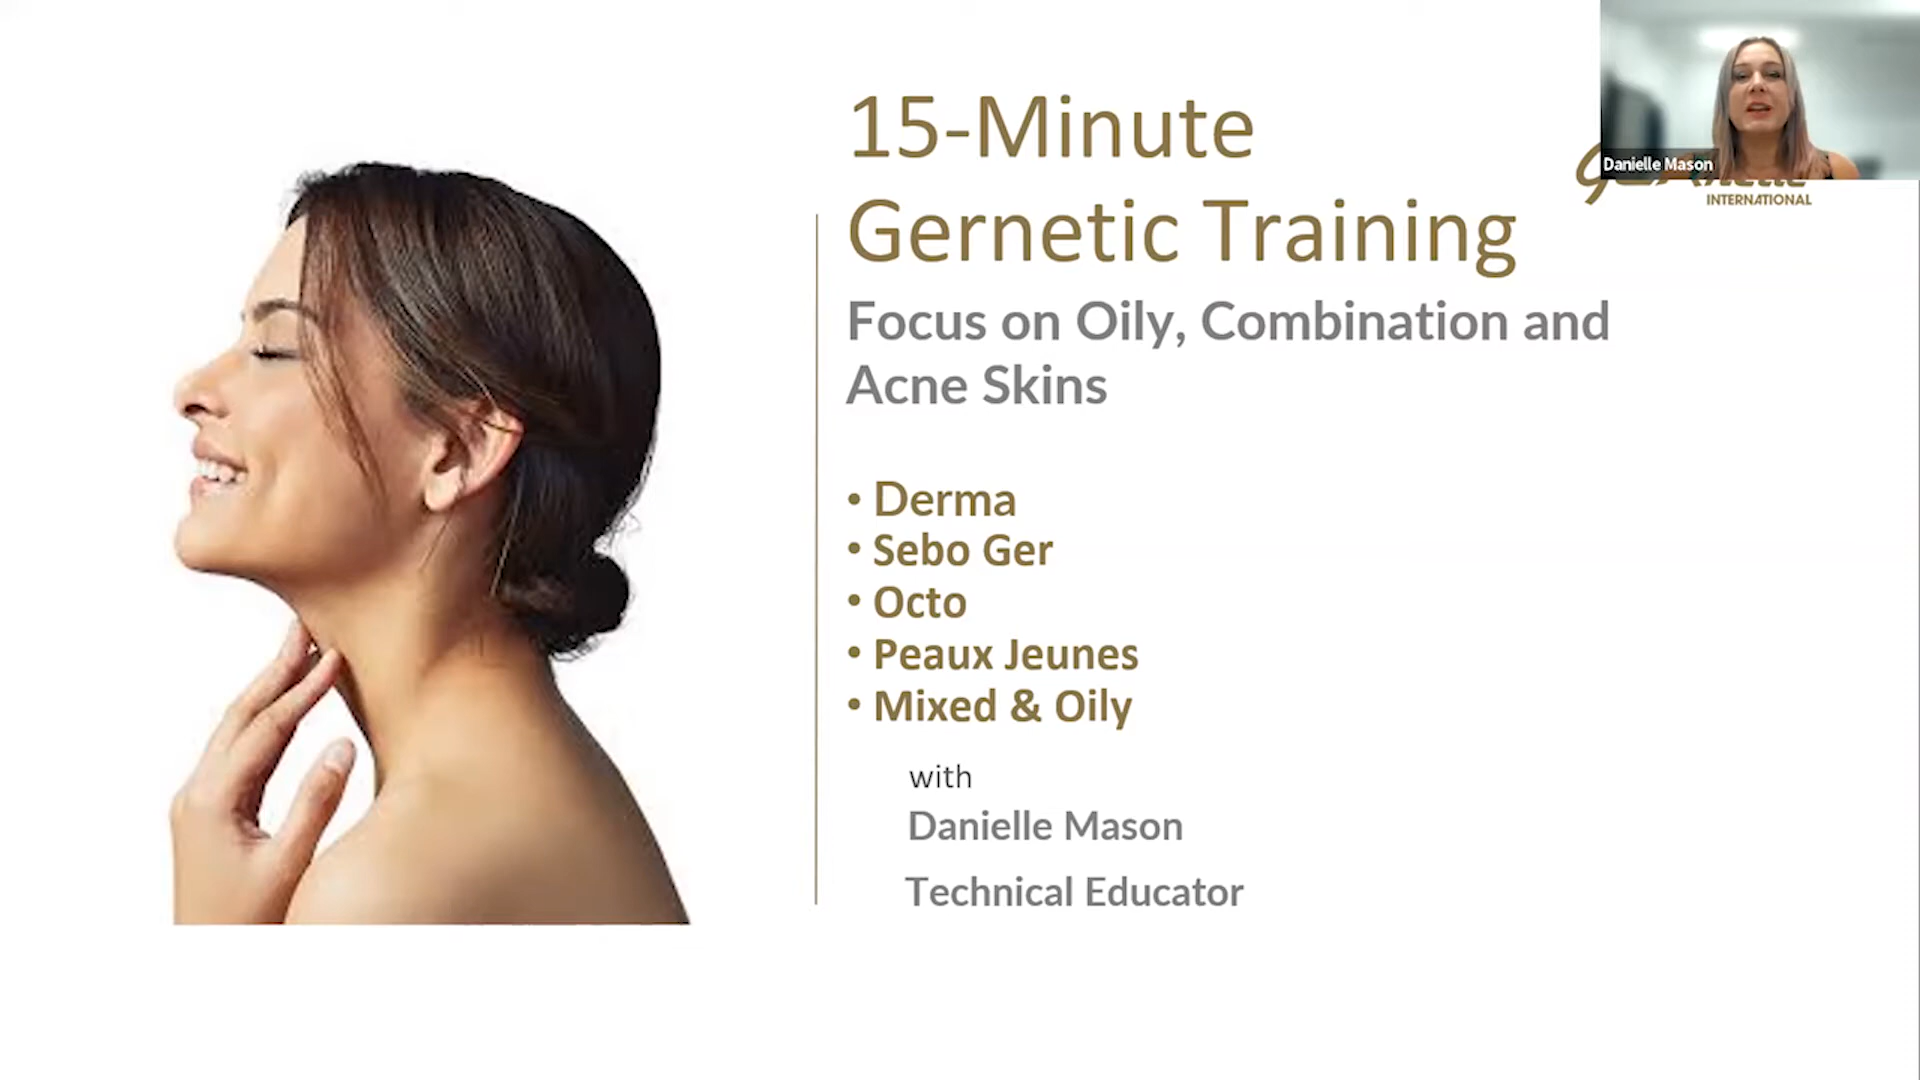 15-Minute
Gernetic Training
Focus on Oily, Combination and
Acne Skins
• Derma
• Sebo Ger
• Octo
• Peaux Jeunes
• Mixed & Oily
with
Danielle Mason
Technical Educator
Danielle Mason
INTERNATIONAL